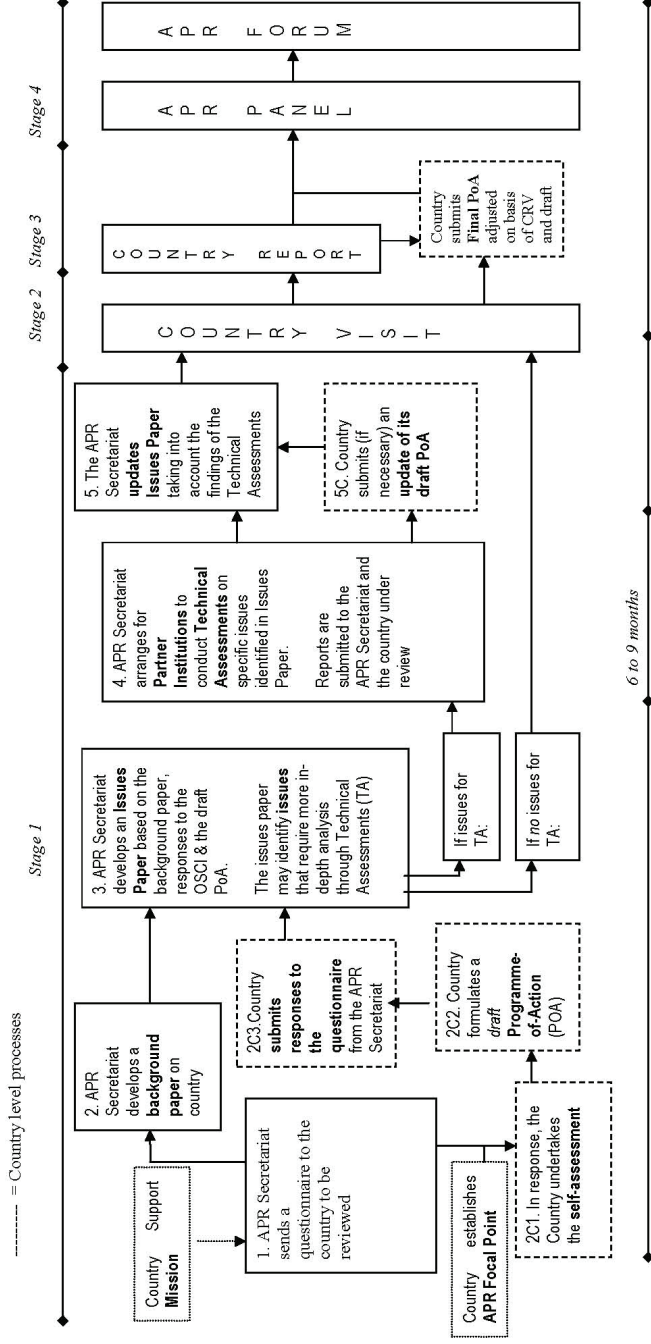 -------- = Country level processes
Stage 1
Stage 2
Stage 3
Stage 4
Country Support
Mission
1. APR Secretariat
sends a
questionnaire to the
country to be
reviewed
Country establishes
APR Focal Point
2. APR
Secretariat
develops a
background
paper on
country
2C1. In response, the
Country undertakes
the self-assessment
2C2. Country
formulates a
draft
Programme-
of-Action
(POA)
2C3.Country
submits
responses to
the
questionnaire
from the APR
Secretariat
3. APR Secretariat
develops an Issues
Paper based on the
background paper,
responses to the
OSCI & the draft
PoA.
The issues paper
may identify issues
that require more in-
depth analysis
through Technical
Assessments (TA)
If issues for
TA:
If no issues for
TA:
4. APR Secretariat
arranges for
Partner
Institutions to
conduct Technical
Assessments on
specific issues
identified in Issues
Paper.
Reports are
submitted to the
APR Secretariat and
the country under
review
5. The APR
Secretariat
updates
Issues Paper
taking into
account the
findings of the
Technical
Assessments
5C. Country
submits (if
necessary) an
update of its
draft PoA
COUNTRY VISIT
COUNTRY REPORT
Country
submits
Final PoA
adjusted
on basis
of CRV
and draft
APR PANEL
APR FORUM
6 to 9 months